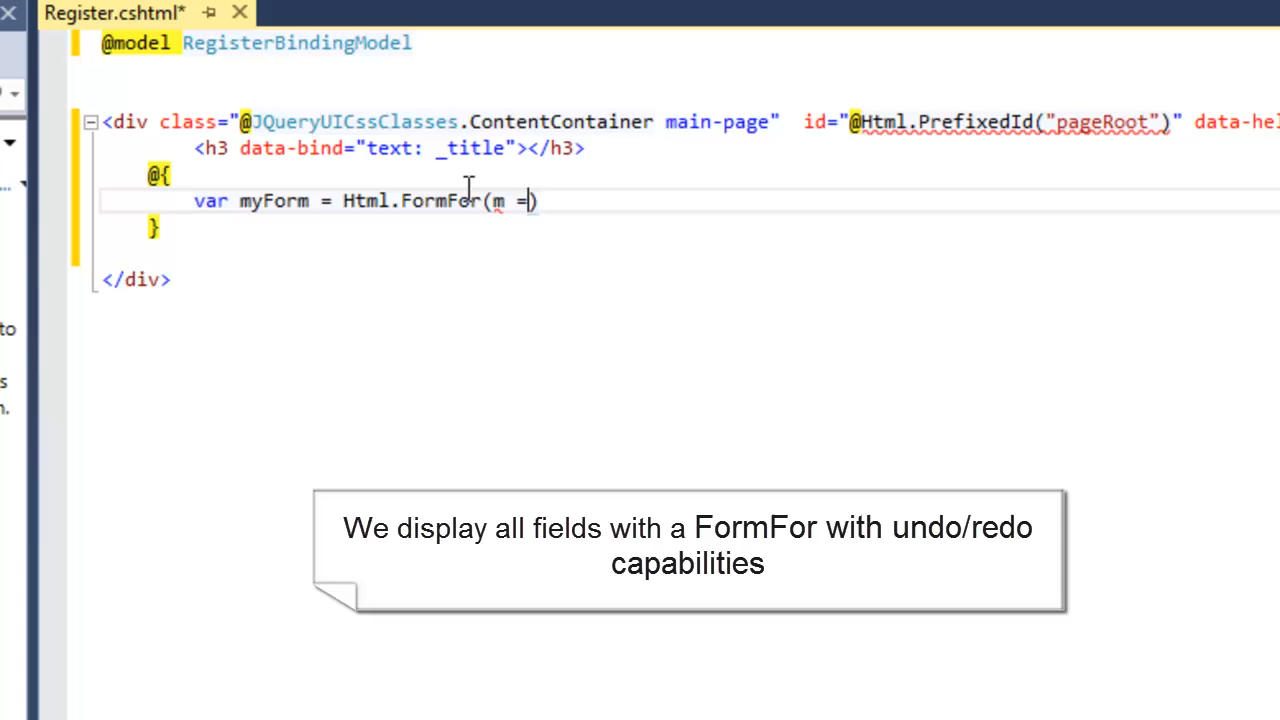 Register.cshtml*
@model RegisterBindingModel
<div class="@JQueryUICssClasses.ContentContainer main-page" id="@Html.PrefixedId("pageRoot")" data-hel
<h3 data-bind="text: _title"></h3>
@{
var myForm = Html.FormFor(m =)
}
</div>
...
to
s
n.
We display all fields with a FormFor with undo/redo
capabilities